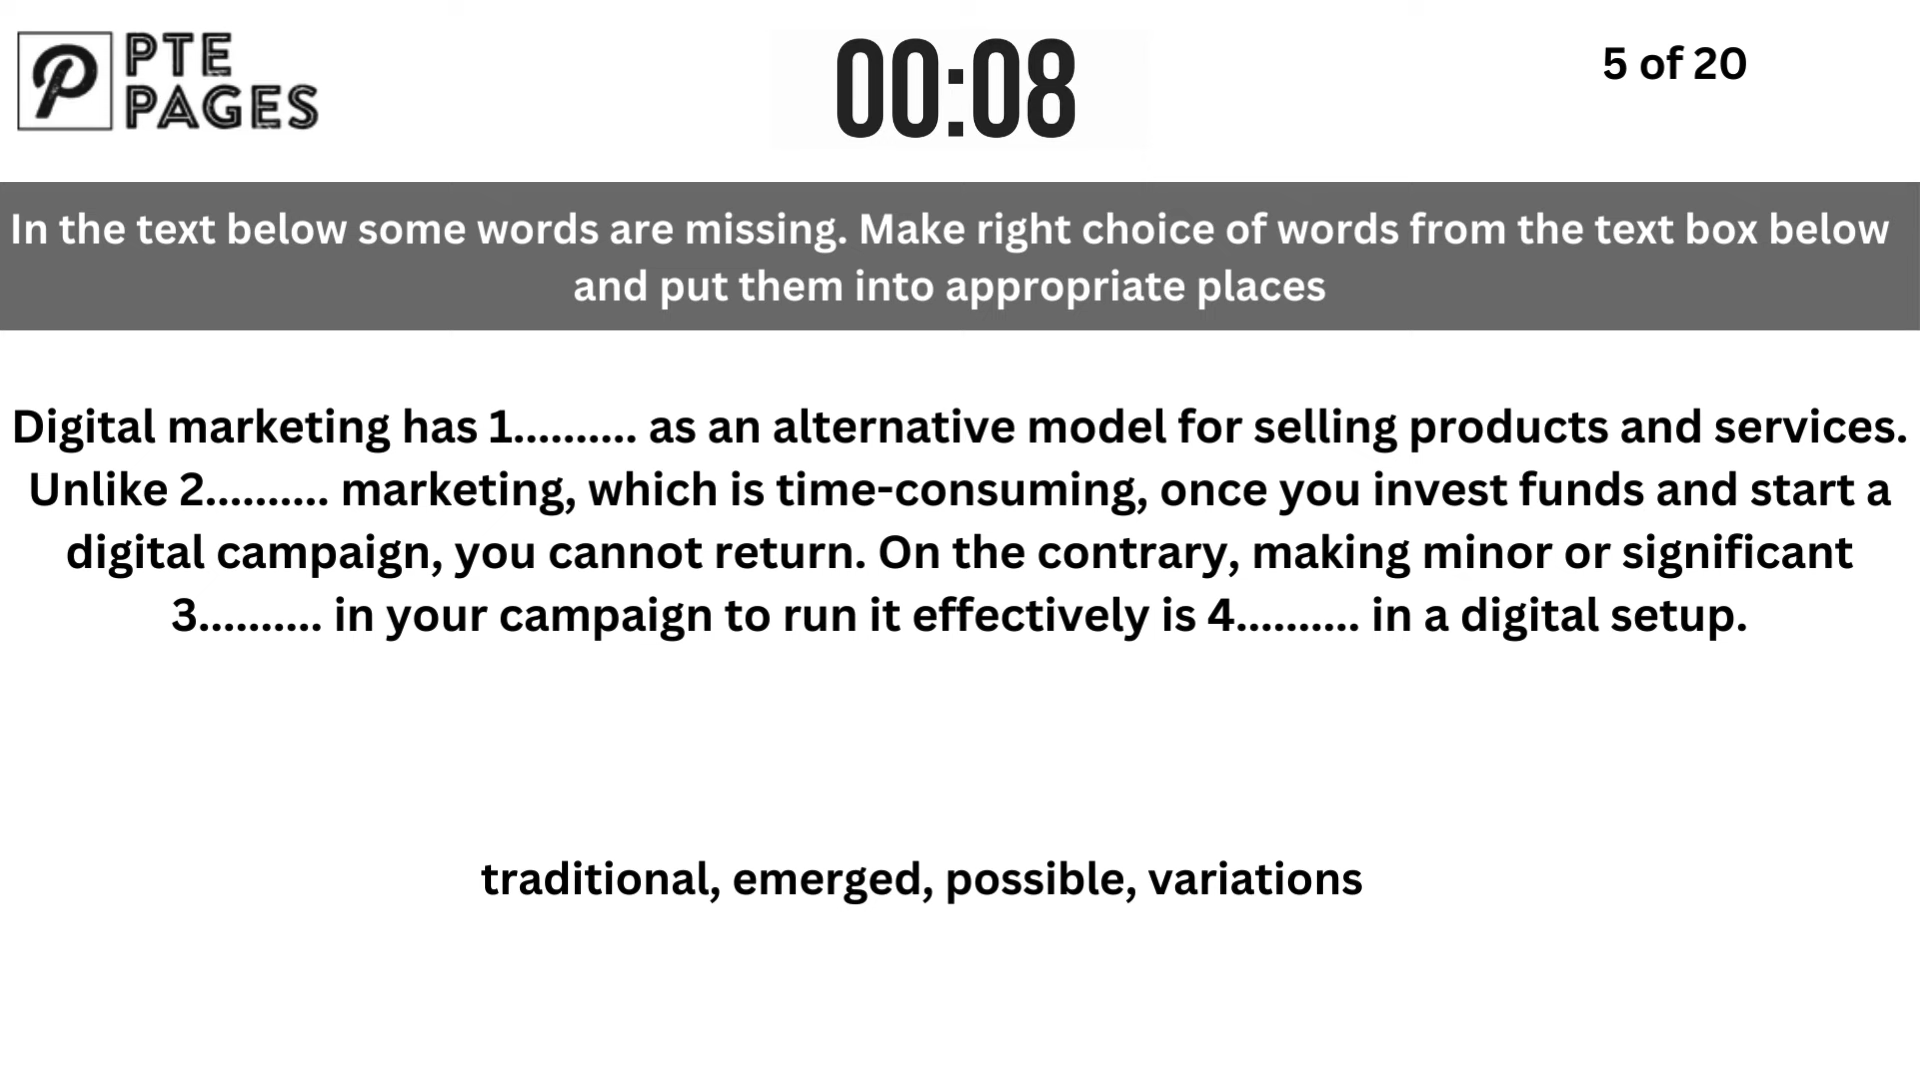 PTE
PAGES
00:08
5 of 20
In the text below some words are missing. Make right choice of words from the text box below
and put them into appropriate places
Digital marketing has 1.......... as an alternative model for selling products and services.
Unlike 2.......... marketing, which is time-consuming, once you invest funds and start a
digital campaign, you cannot return. On the contrary, making minor or significant
3.......... in your campaign to run it effectively is 4.......... in a digital setup.
traditional, emerged, possible, variations